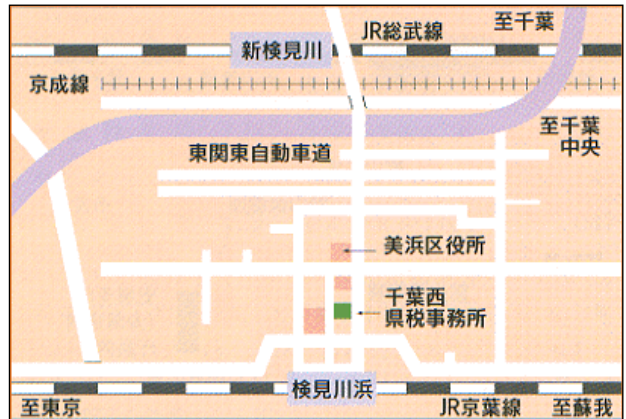 JR総武線
至千葉
新検見川
京成線
至千葉
中央
東関東自動車道
美浜区役所
千葉西
県税事務所
検見川浜
至東京
JR京葉線
至蘇我